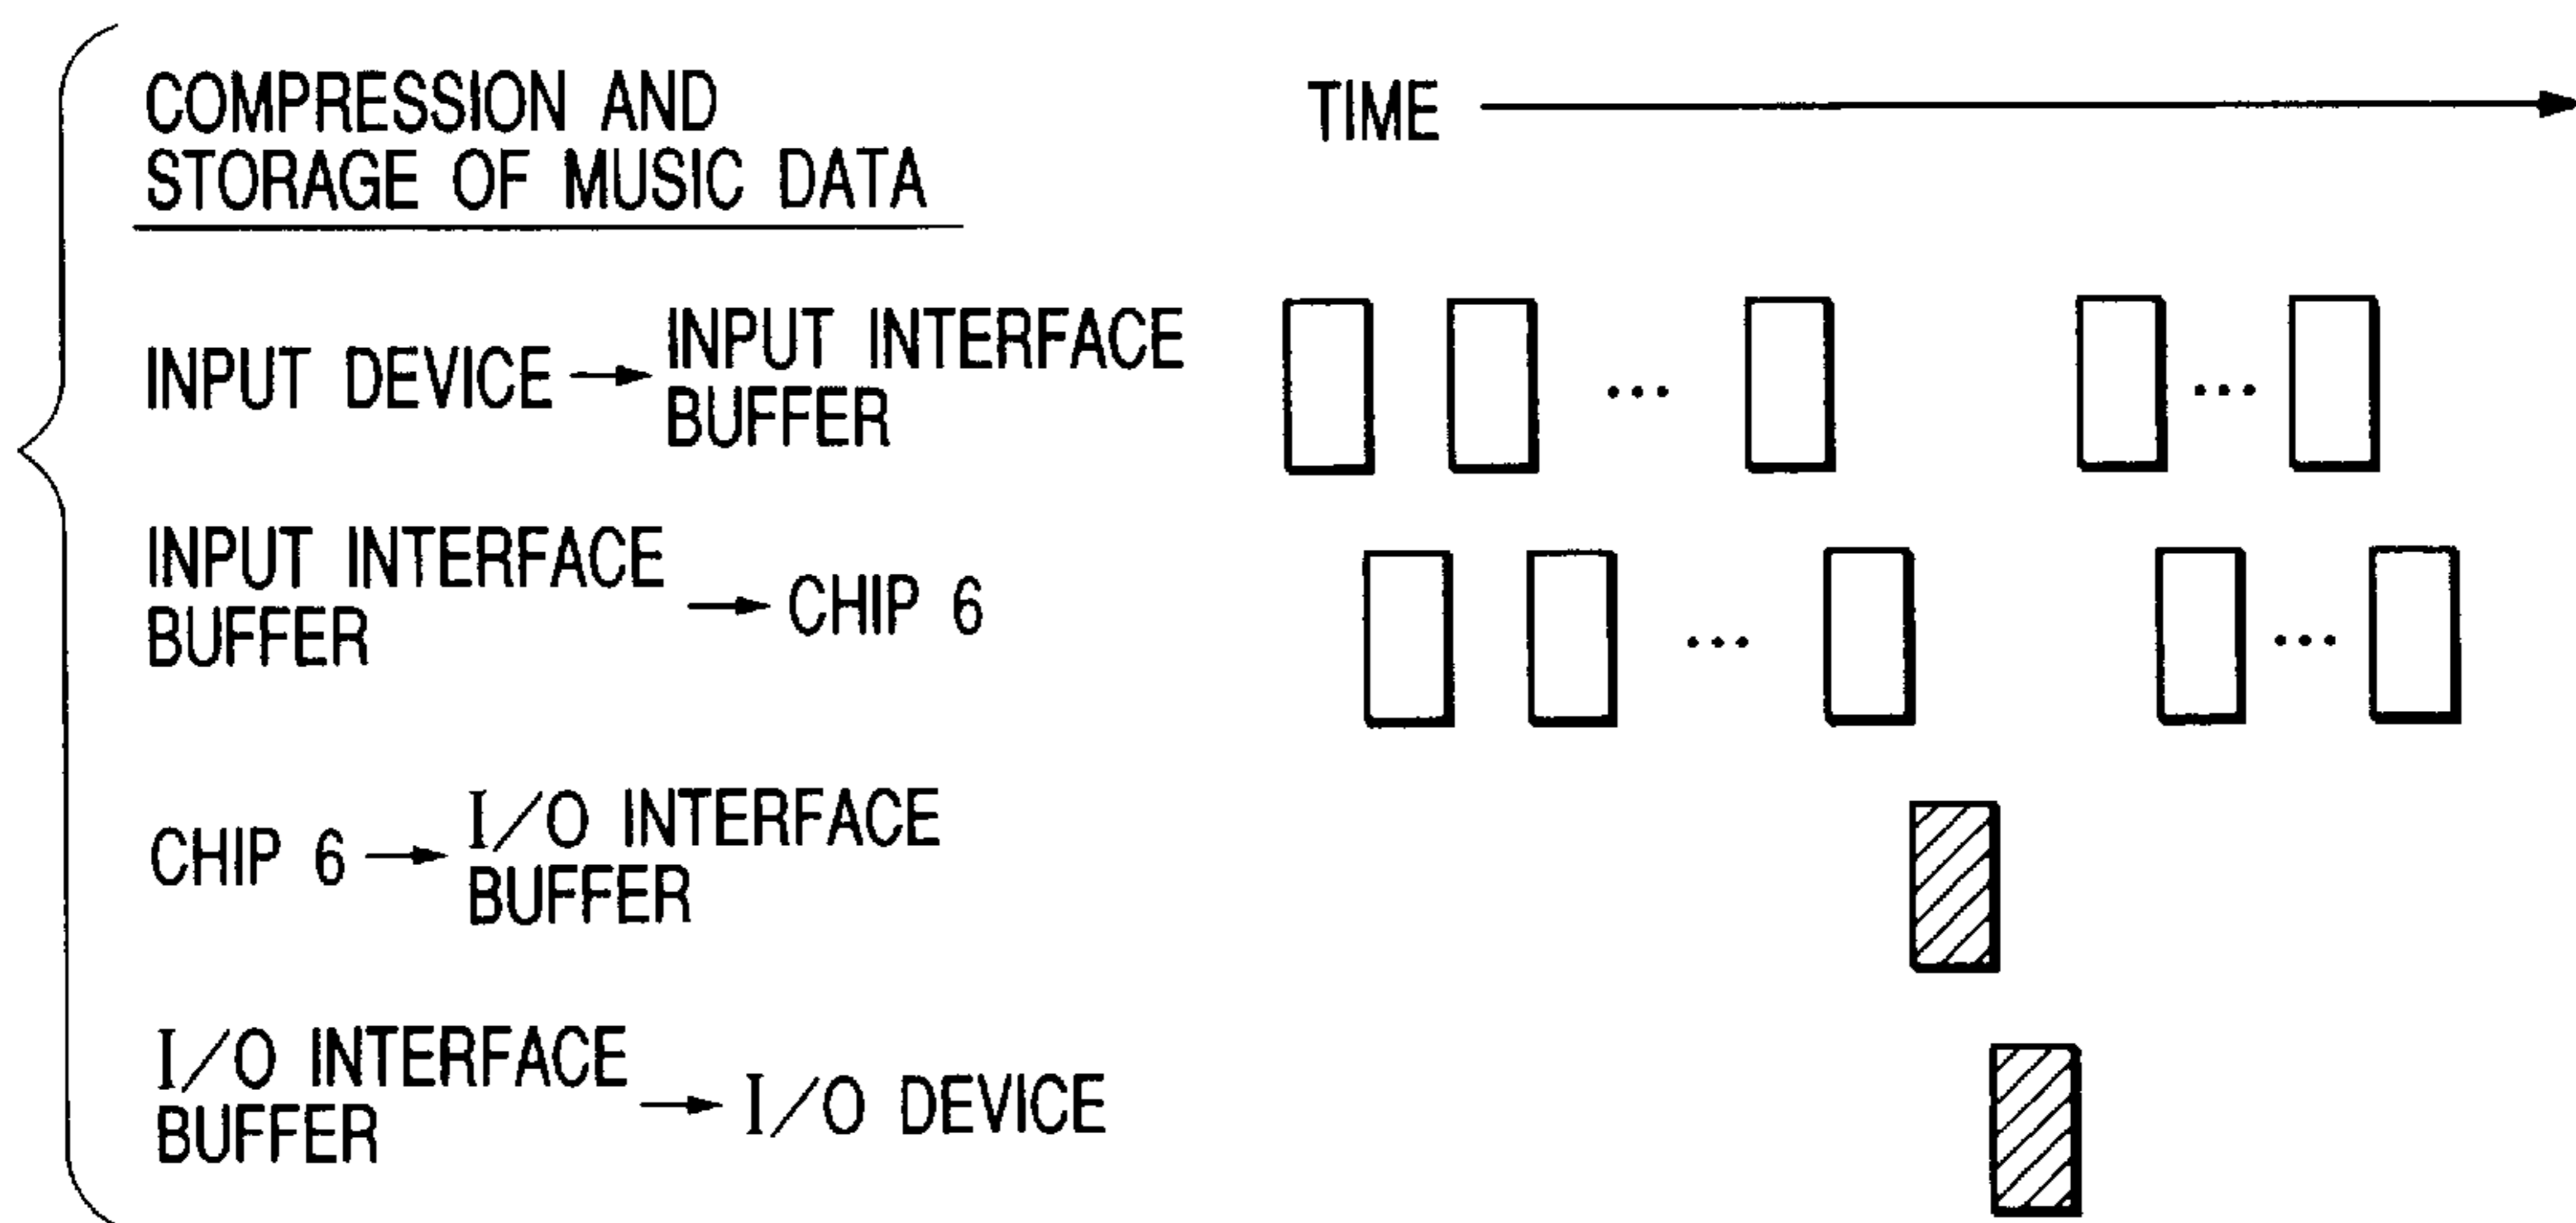 COMPRESSION AND
STORAGE OF MUSIC DATA
TIME
INPUT DEVICE → INPUT INTERFACE
BUFFER
...
...
INPUT INTERFACE
BUFFER → CHIP 6
...
...
CHIP 6 → I/O INTERFACE
BUFFER
I/O INTERFACE
BUFFER → I/O DEVICE